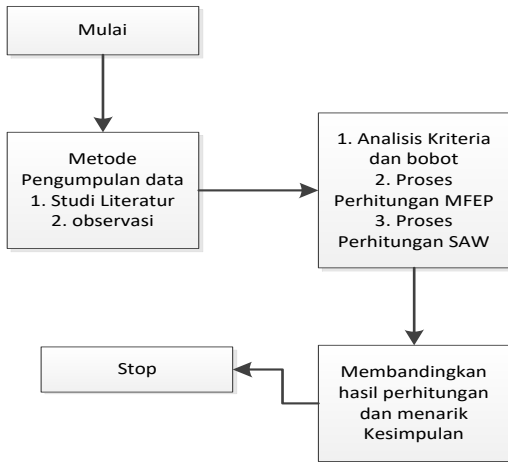 Mulai
Metode
Pengumpulan data
1. Studi Literatur
2. observasi
1. Analisis Kriteria
dan bobot
2. Proses
Perhitungan MFEP
3. Proses
Perhitungan SAW
Membandingkan
hasil perhitungan
dan menarik
Kesimpulan
Stop